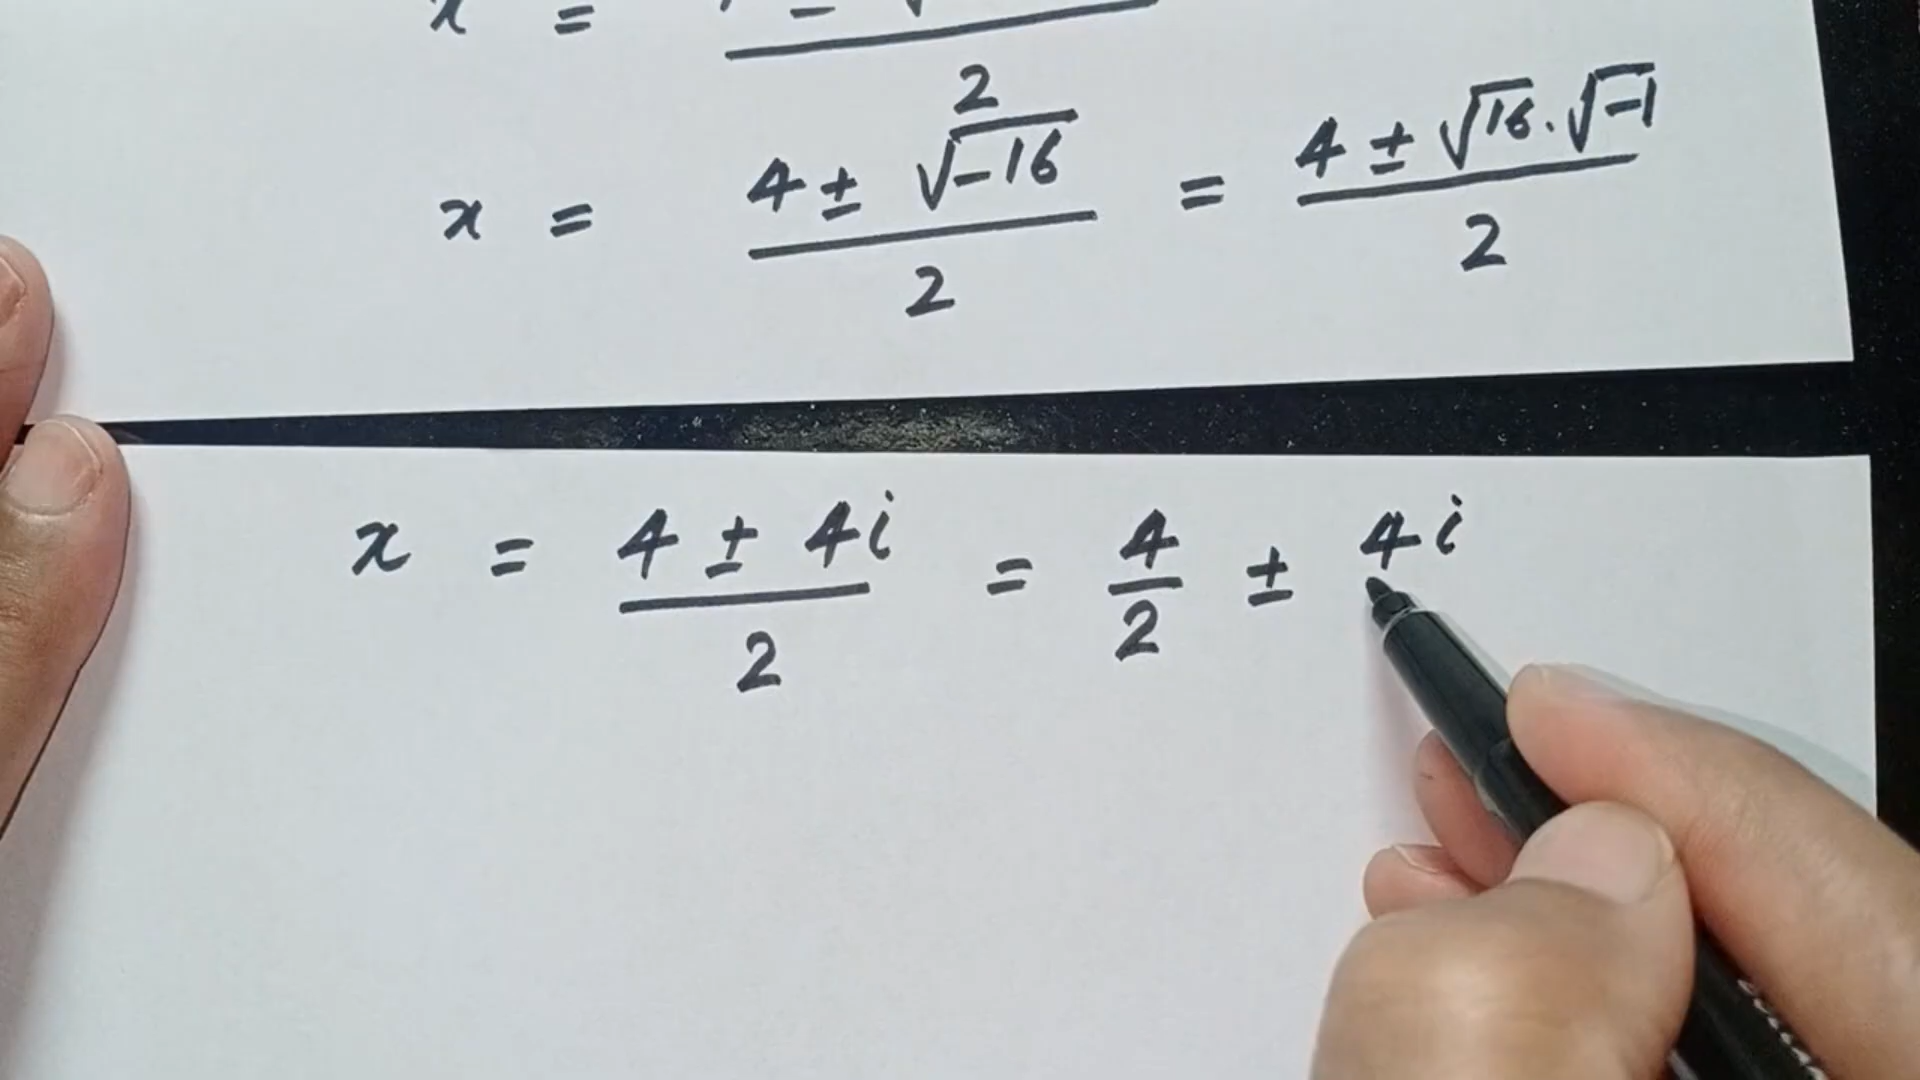 x =        ± √
2
x = (4 ± √-16)/2 = (4 ± √16 . √-1)/2
x = (4 ± 4i)/2 = 4/2 ± 4i